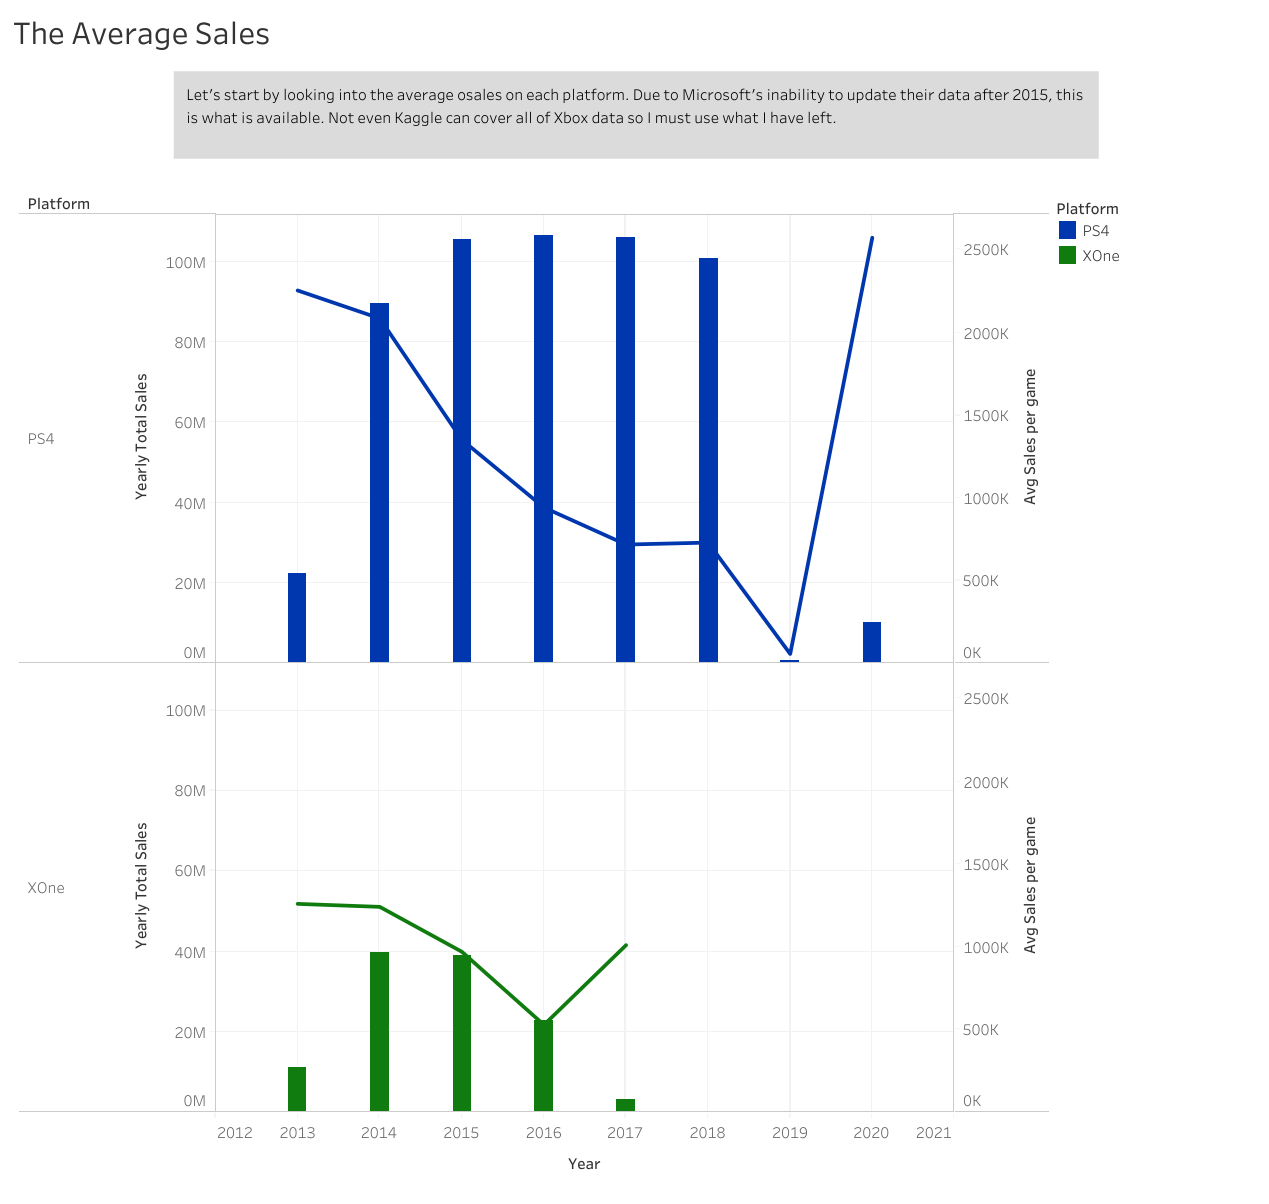 The Average Sales
Let's start by looking into the average osales on each platform. Due to Microsoft's inability to update their data after 2015, this
is what is available. Not even Kaggle can cover all of Xbox data so I must use what I have left.
Platform
Platform
PS4
XOne
PS4
Yearly Total Sales
100M
80M
60M
40M
20M
0M
2500K
2000K
1500K
1000K
500K
0K
Avg Sales per game
XOne
Yearly Total Sales
100M
80M
60M
40M
20M
0M
2500K
2000K
1500K
1000K
500K
0K
Avg Sales per game
2012 2013 2014 2015 2016 2017 2018 2019 2020 2021
Year